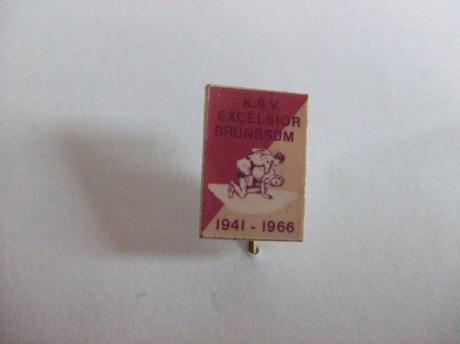 K.S.V.
EXCELSIOR
BRUNSSUM
1941 - 1966